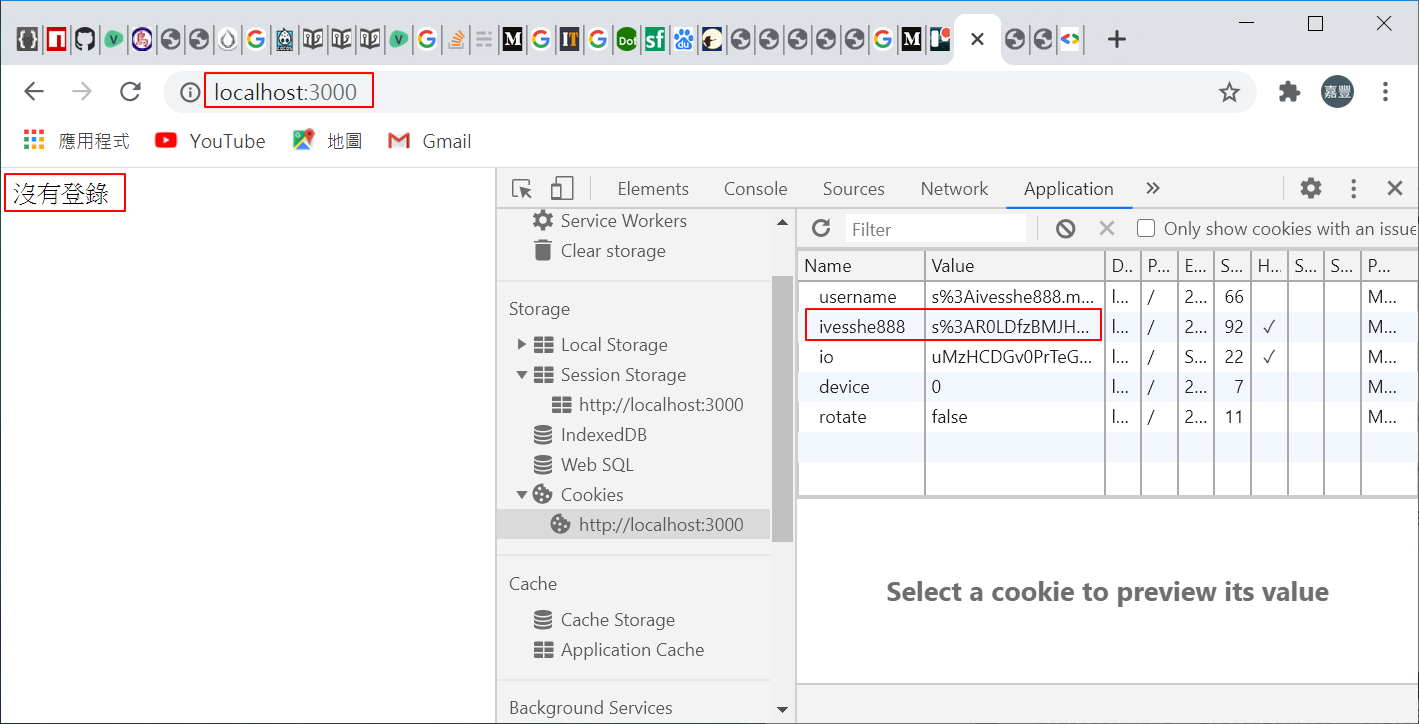 localhost:3000
嘉豐
應用程式 YouTube 地圖 Gmail
沒有登錄
Elements Console Sources Network Application
Service Workers
Clear storage
Storage
Local Storage
Session Storage
http://localhost:3000
IndexedDB
Web SQL
Cookies
http://localhost:3000
Cache
Cache Storage
Application Cache
Background Services
Filter Only show cookies with an issue
Name Value D... P... E... S... H... S... S... P...
username s%3Aivesshe888.m... l... / 2... 66 M...
ivesshe888 s%3AR0LDfzBMJH... l... / 2... 92 ✓ M...
io uMzHCDGv0PrTeG... l... / S... 22 ✓ M...
device 0 l... / 2... 7 M...
rotate false l... / 2... 11 M...
Select a cookie to preview its value